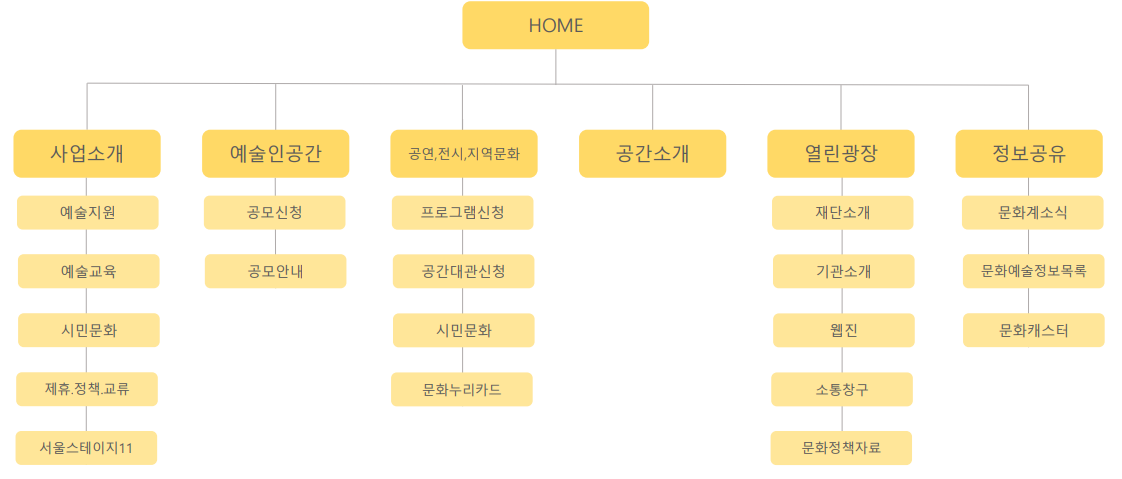 HOME
사업소개
예술지원
예술교육
시민문화
제휴.정책.교류
서울스테이지11
예술인공간
공모신청
공모안내
공연,전시,지역문화
프로그램신청
공간대관신청
시민문화
문화누리카드
공간소개
열린광장
재단소개
기관소개
웹진
소통창구
문화정책자료
정보공유
문화계소식
문화예술정보목록
문화캐스터